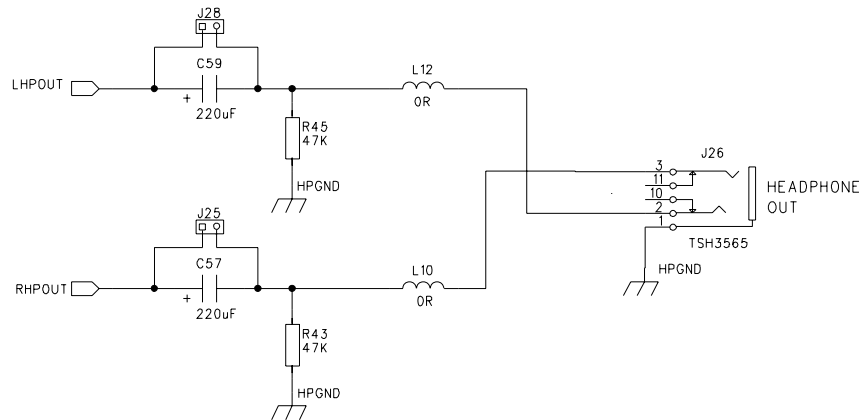 J28
C59
LHPOUT
+
220uF
L12
0R
R45
47K
HPGND
J25
C57
RHPOUT
+
220uF
L10
0R
R43
47K
HPGND
J26
3
11
10
2
1
HEADPHONE
OUT
TSH3565
HPGND